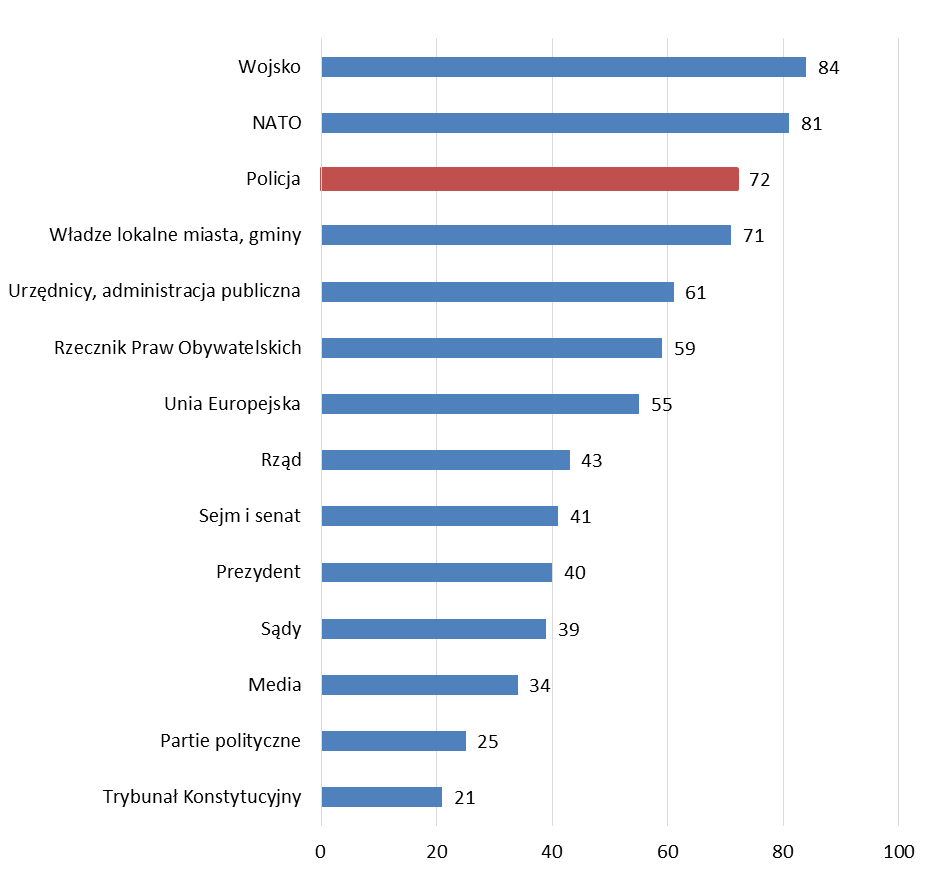 Wojsko 84
NATO 81
Policja 72
Władze lokalne miasta, gminy 71
Urzędnicy, administracja publiczna 61
Rzecznik Praw Obywatelskich 59
Unia Europejska 55
Rząd 43
Sejm i senat 41
Prezydent 40
Sądy 39
Media 34
Partie polityczne 25
Trybunał Konstytucyjny 21
0 20 40 60 80 100